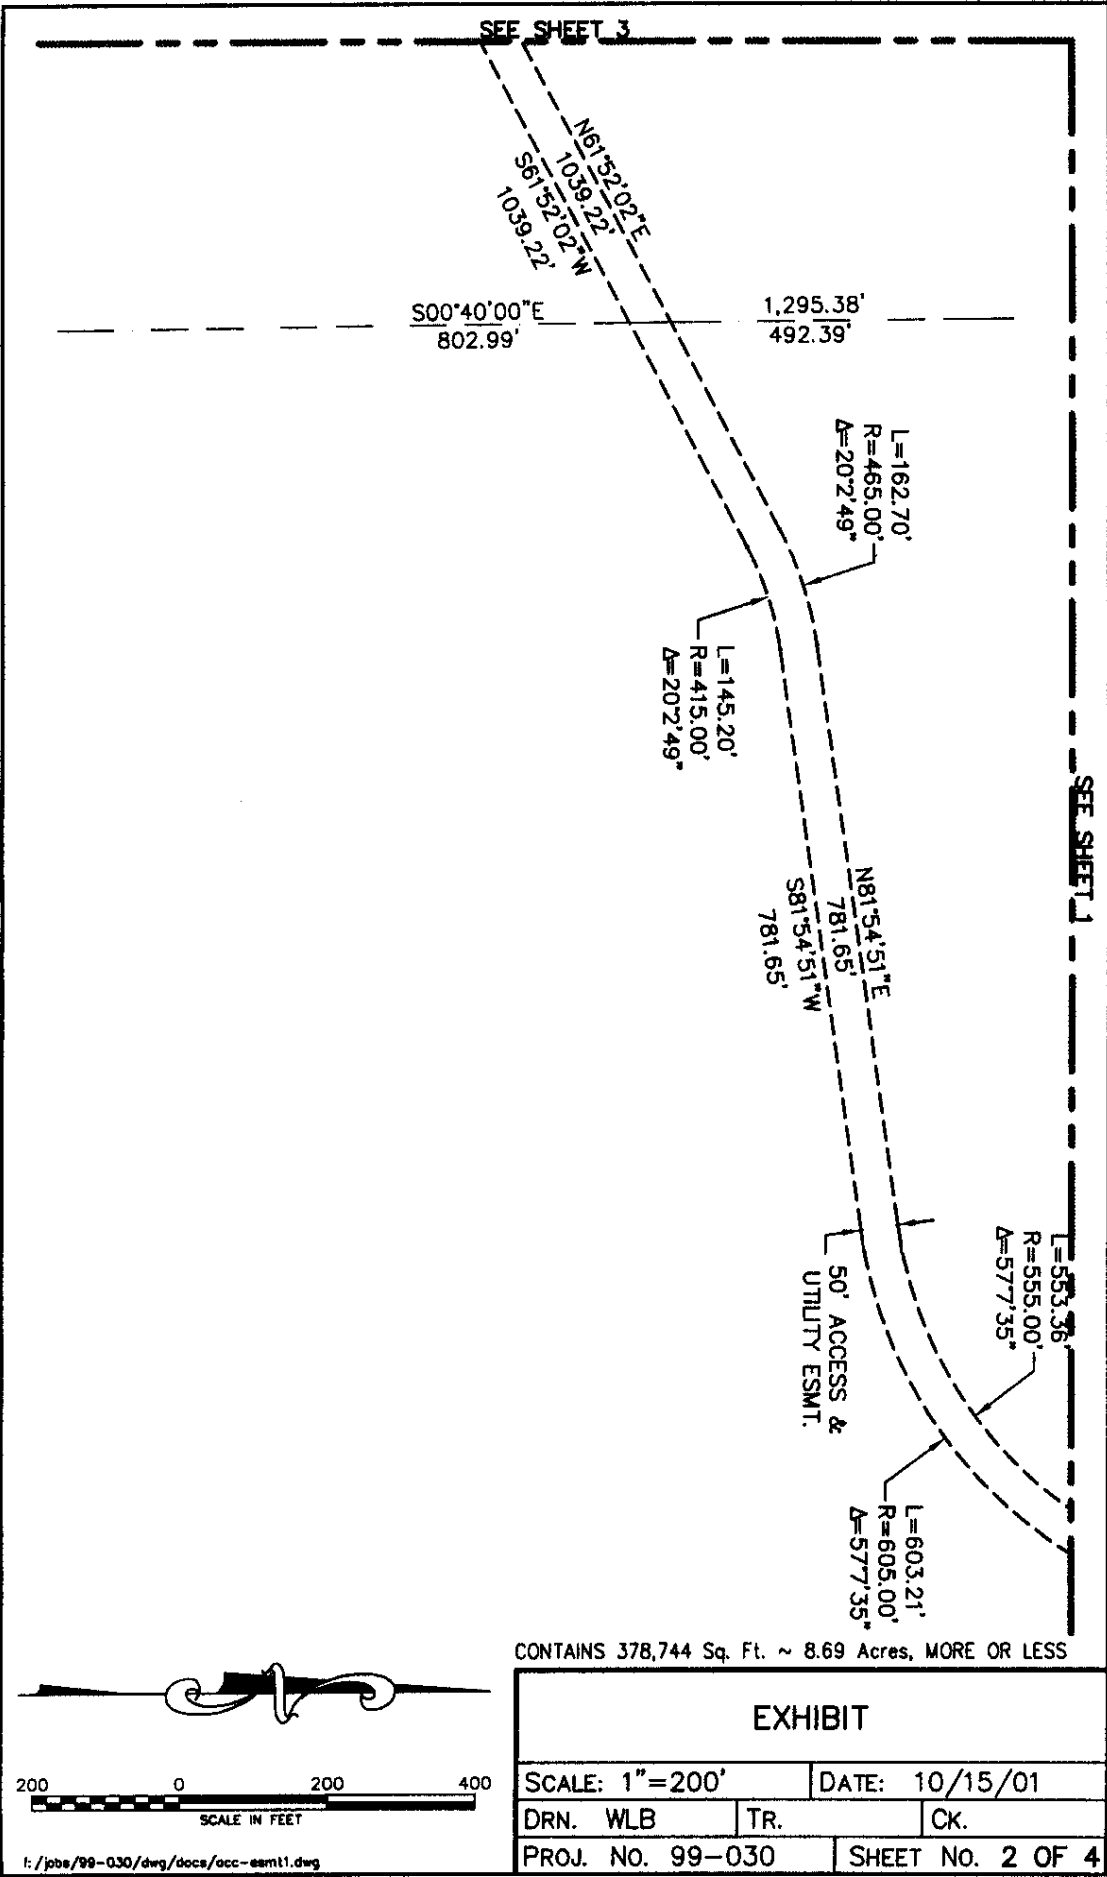 SEE SHEET 3
N61°52'02"E
1039.22'
S61°52'02"W
1039.22'
S00°40'00"E
802.99'
1,295.38'
492.39'
L=162.70'
R=465.00'
Δ=20°2'49"
L=145.20'
R=415.00'
Δ=20°2'49"
SEE SHEET 1
N81°54'51"E
781.65'
S81°54'51"W
781.65'
L=553.36'
R=555.00'
Δ=57°7'35"
50' ACCESS &
UTILITY ESMT.
L=603.21'
R=605.00'
Δ=57°7'35"
CONTAINS 378,744 Sq. Ft. ~ 8.69 Acres, MORE OR LESS
EXHIBIT
SCALE: 1"=200'
DATE: 10/15/01
DRN. WLB
TR.
CK.
PROJ. NO. 99-030
SHEET NO. 2 OF 4
200 0 200 400
SCALE IN FEET
f:/jobs/99-030/dwg/docs/acc-esmt1.dwg